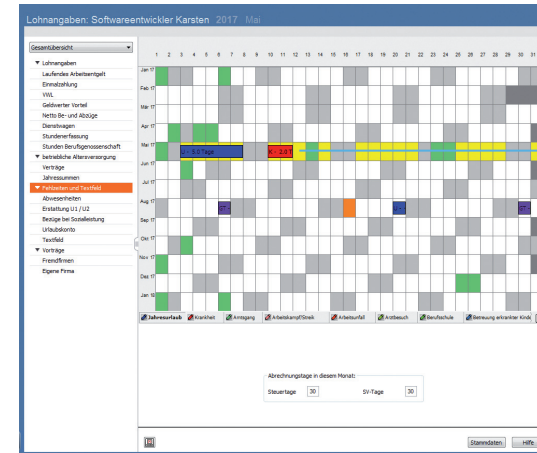 Lohnangaben: Softwareentwickler Karsten 2017 Mai
Gesamtübersicht
Lohnangaben
Laufendes Arbeitsentgelt
Einmalzahlung
VWL
Geldwerter Vorteil
Netto Be- und Abzüge
Dienstwagen
Stundenerfassung
Stunden Berufsgenossenschaft
betriebliche Altersversorgung
Verträge
Jahressummen
Fehlzeiten und Textfeld
Abwesenheiten
Erstattung U1 / U2
Bezüge bei Sozialleistung
Urlaubskonto
Textfeld
Vorträge
Fremdfirmen
Eigene Firma
1 2 3 4 5 6 7 8 9 10 11 12 13 14 15 16 17 18 19 20 21 22 23 24 25 26 27 28 29 30 31
Jan 17
Feb 17
Mär 17
Apr 17
Mai 17 U - 5.0 Tage K - 2.0 T
Jun 17
Jul 17
Aug 17 ST - U - ST -
Sep 17
Okt 17
Nov 17
Dez 17
Jan 18
Jahresurlaub Krankheit Amtsgang Arbeitskampf/Streik Arbeitsunfall Arztbesuch Berufschule Betreuung erkrankter Kinde
Abrechnungstage in diesem Monat:
Steuertage 30 SV-Tage 30
Stammdaten Hilfe